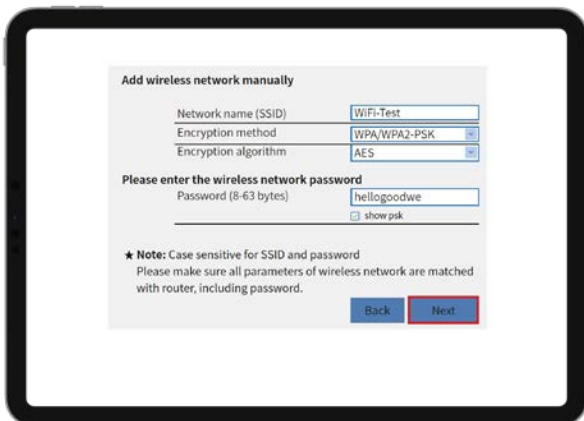 Add wireless network manually
Network name (SSID) WiFi-Test
Encryption method WPA/WPA2-PSK
Encryption algorithm AES
Please enter the wireless network password
Password (8-63 bytes) hellogoodwe
show psk
★ Note: Case sensitive for SSID and password
Please make sure all parameters of wireless network are matched
with router, including password.
Back Next